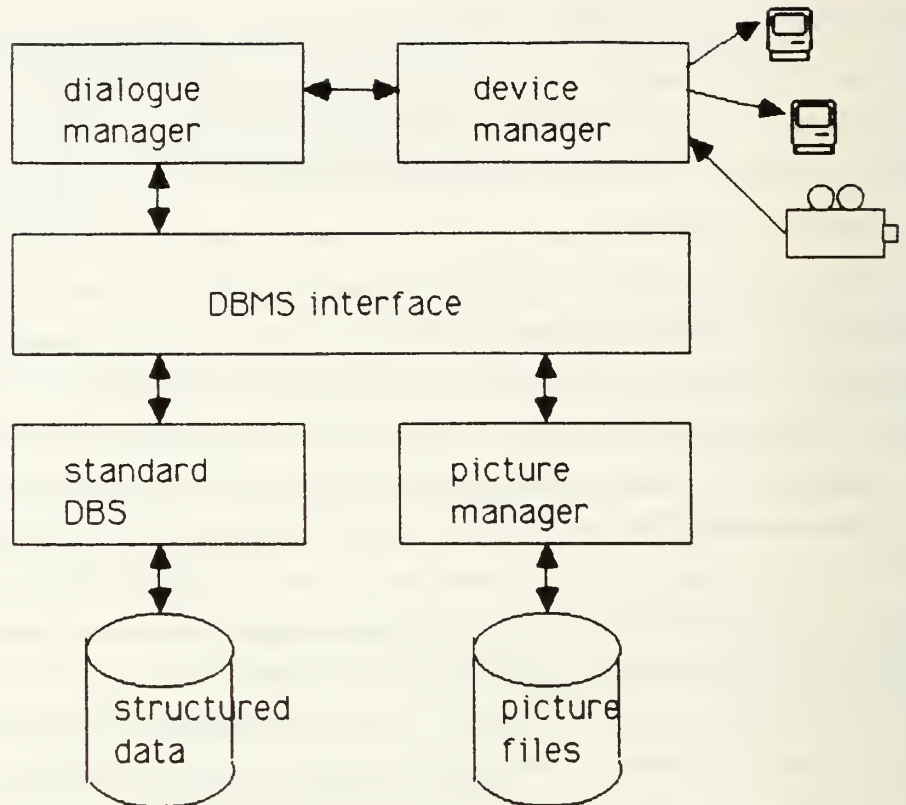 dialogue
manager
device
manager
DBMS interface
standard
DBS
picture
manager
structured
data
picture
files